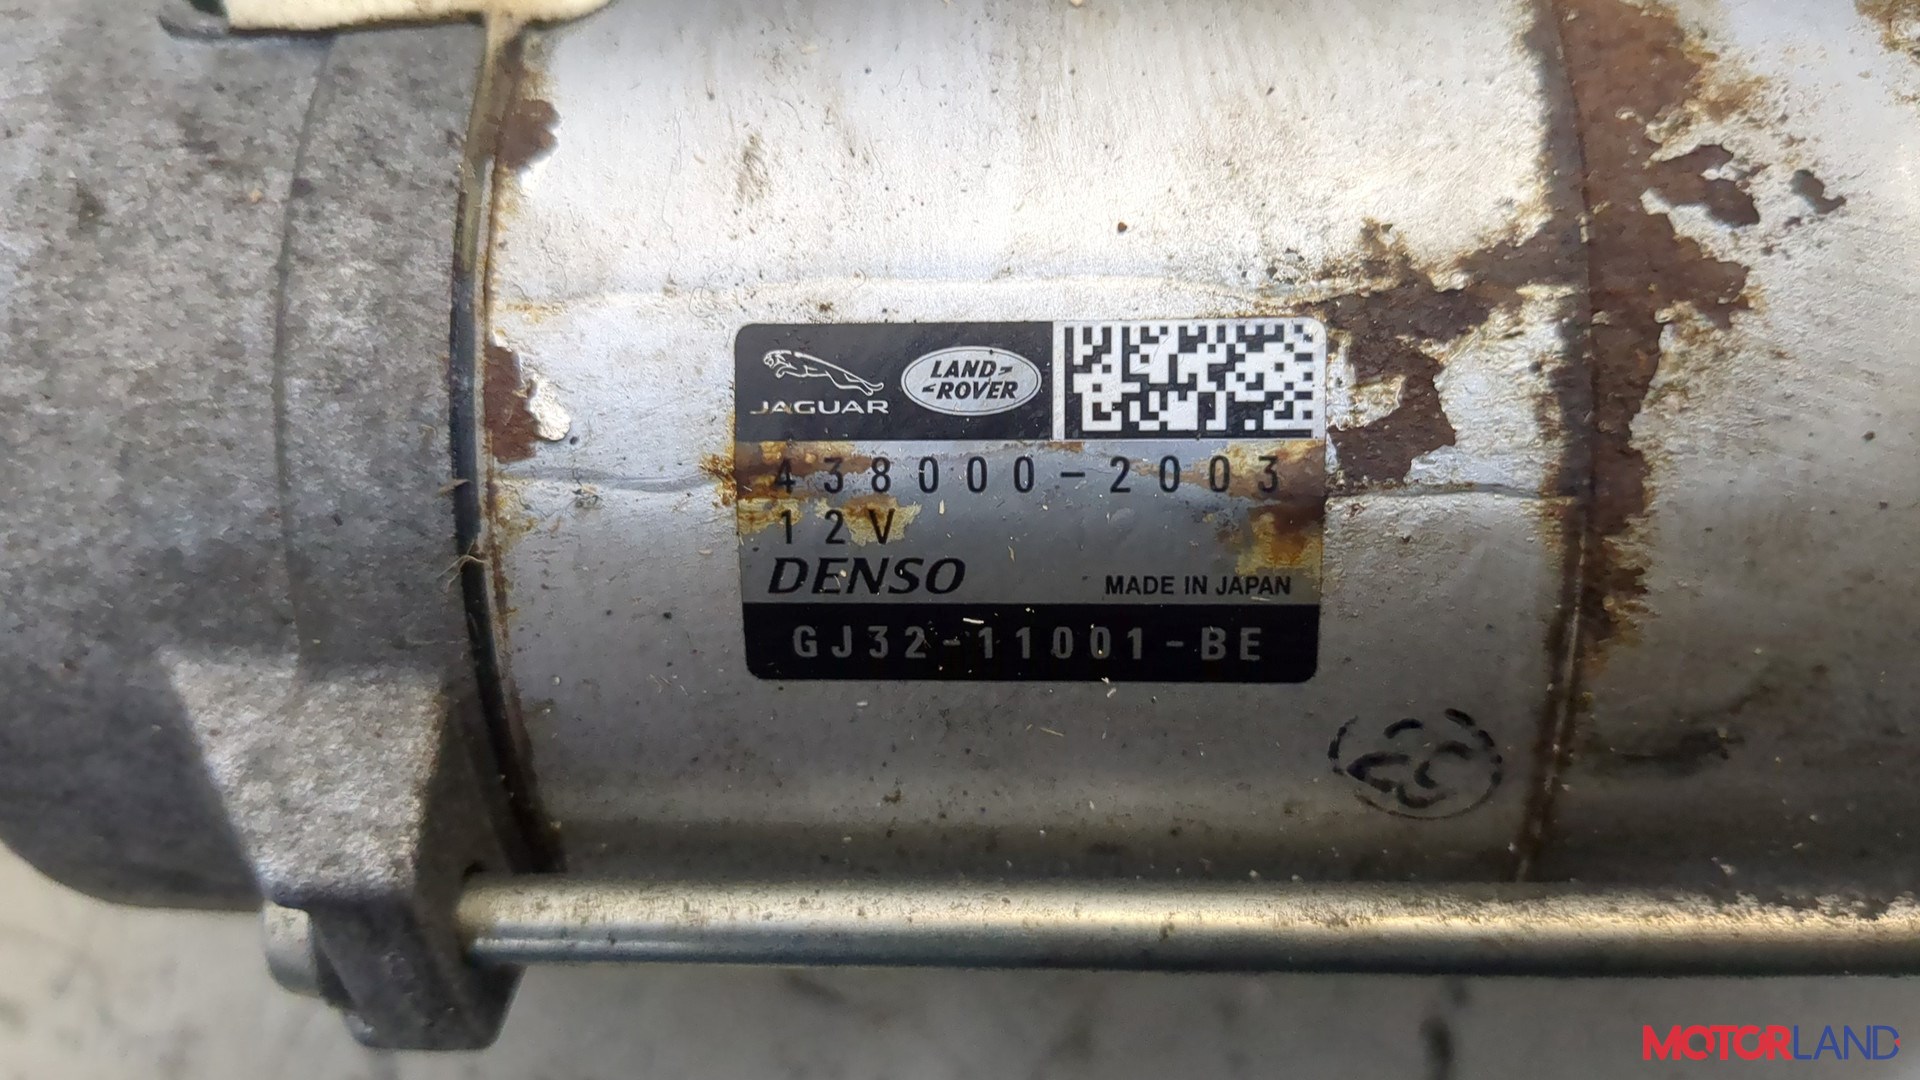 JAGUAR
LAND
ROVER
438000-2003
12V
DENSO
MADE IN JAPAN
GJ32-11001-BE
MOTORLAND